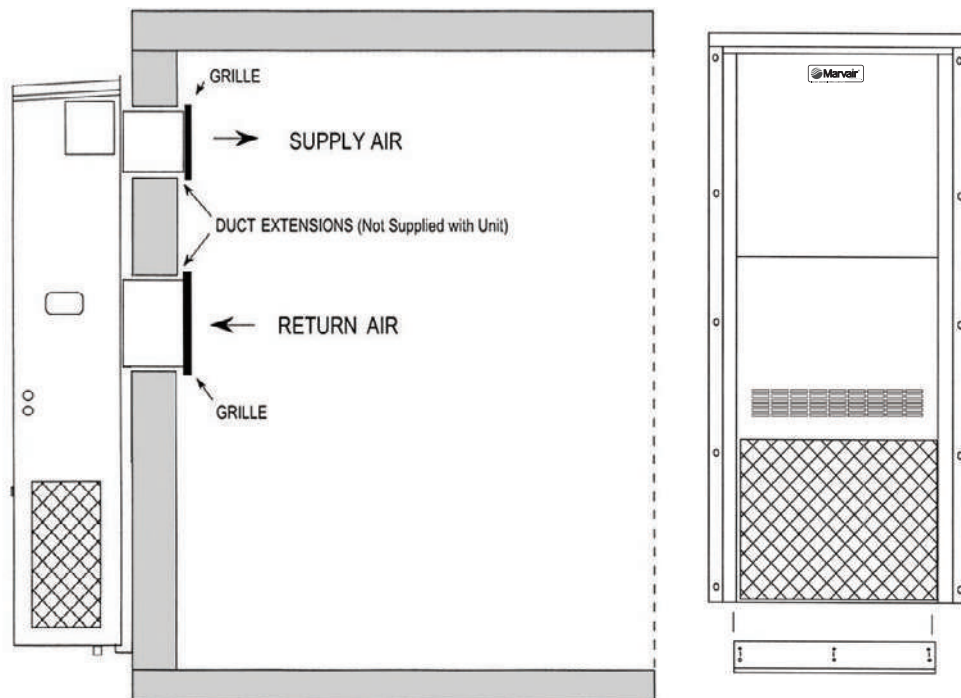 GRILLE
SUPPLY AIR
DUCT EXTENSIONS (Not Supplied with Unit)
RETURN AIR
GRILLE
Marvair